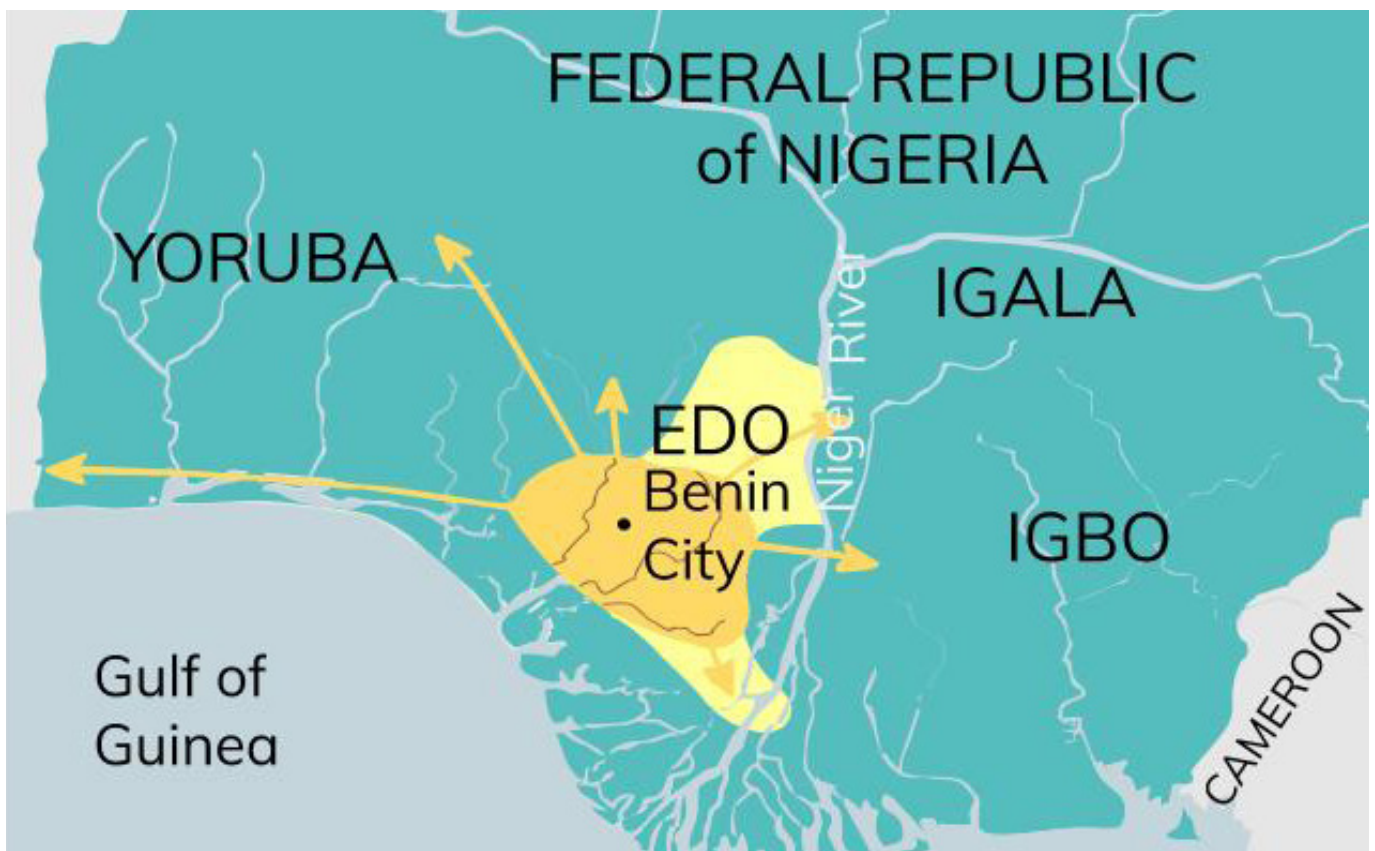 FEDERAL REPUBLIC
of NIGERIA
YORUBA
IGALA
Niger River
EDO
Benin
City
IGBO
Gulf of
Guinea
CAMEROON